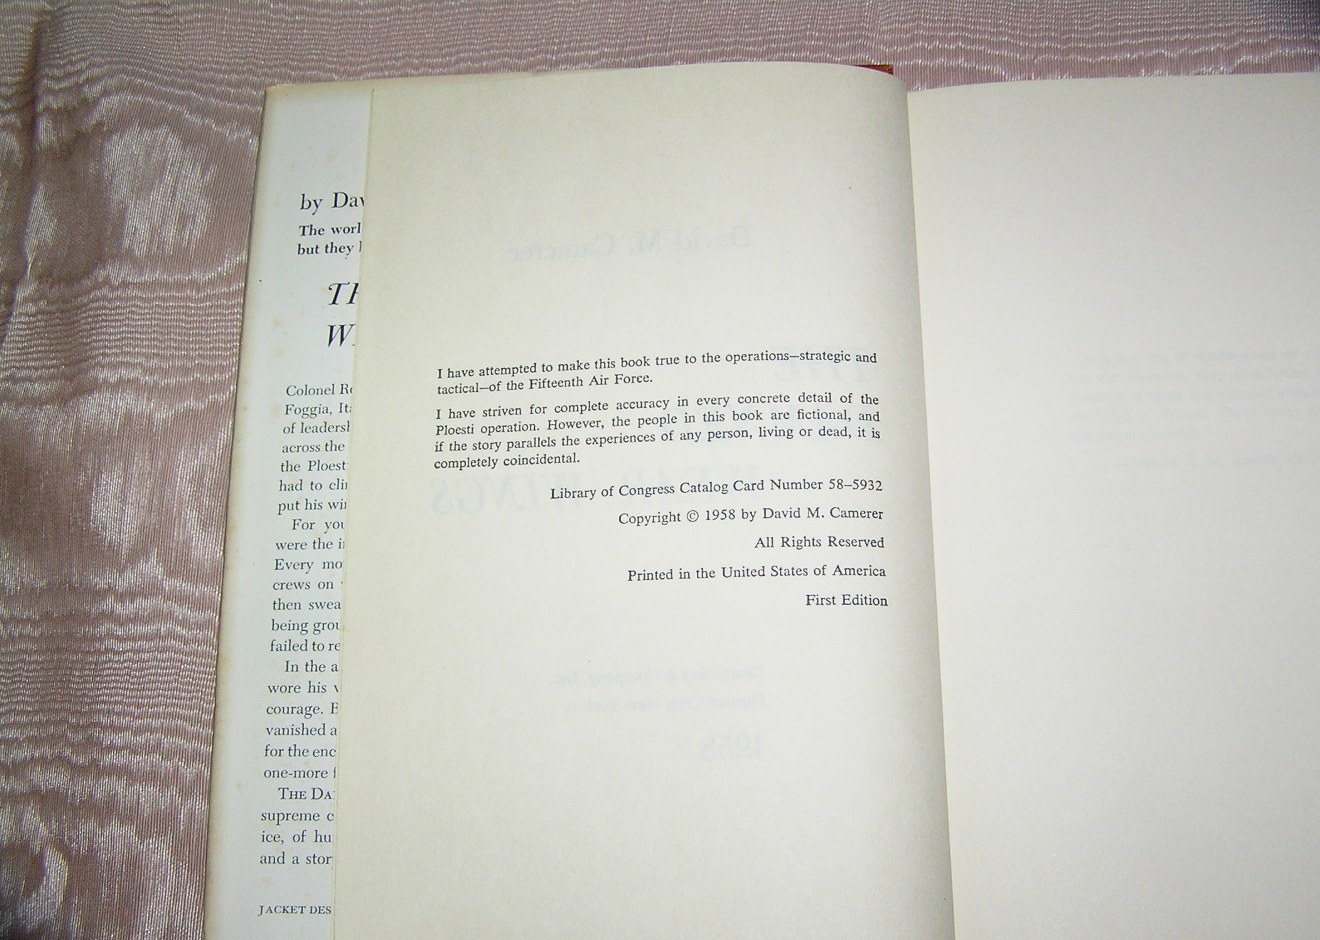 by Dav
The worl
but they
TH
W
Colonel Re
Foggia, It
of leadersh
across the
the Ploest
had to cli
put his wi
For you
were the i
Every mo
crews on
then swea
being grou
failed to re
In the a
wore his
courage. E
vanished a
for the enc
one-more f
THE DA
supreme c
ice, of hu
and a stor
JACKET DES
I have attempted to make this book true to the operations—strategic and
tactical—of the Fifteenth Air Force.
I have striven for complete accuracy in every concrete detail of the
Ploesti operation. However, the people in this book are fictional, and
if the story parallels the experiences of any person, living or dead, it is
completely coincidental.
Library of Congress Catalog Card Number 58–5932
Copyright © 1958 by David M. Camerer
All Rights Reserved
Printed in the United States of America
First Edition